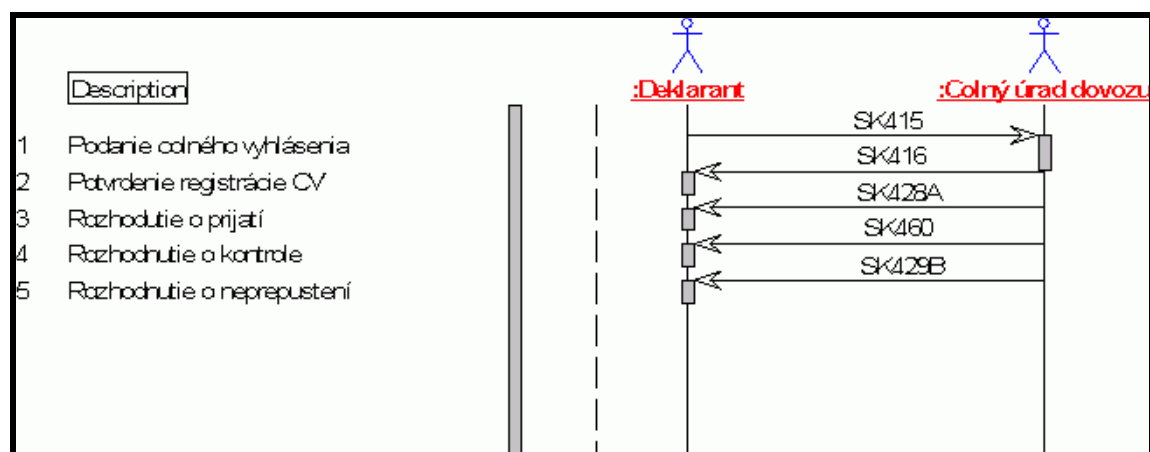 Description
:Deklarant
:Colný úrad dovozu
1 Podanie colného vyhlásenia
SK415
2 Potvrdenie registrácie CV
SK416
3 Rozhodutie o prijatí
SK428A
4 Rozhodnutie o kontrole
SK460
5 Rozhodnutie o neprepustení
SK429B